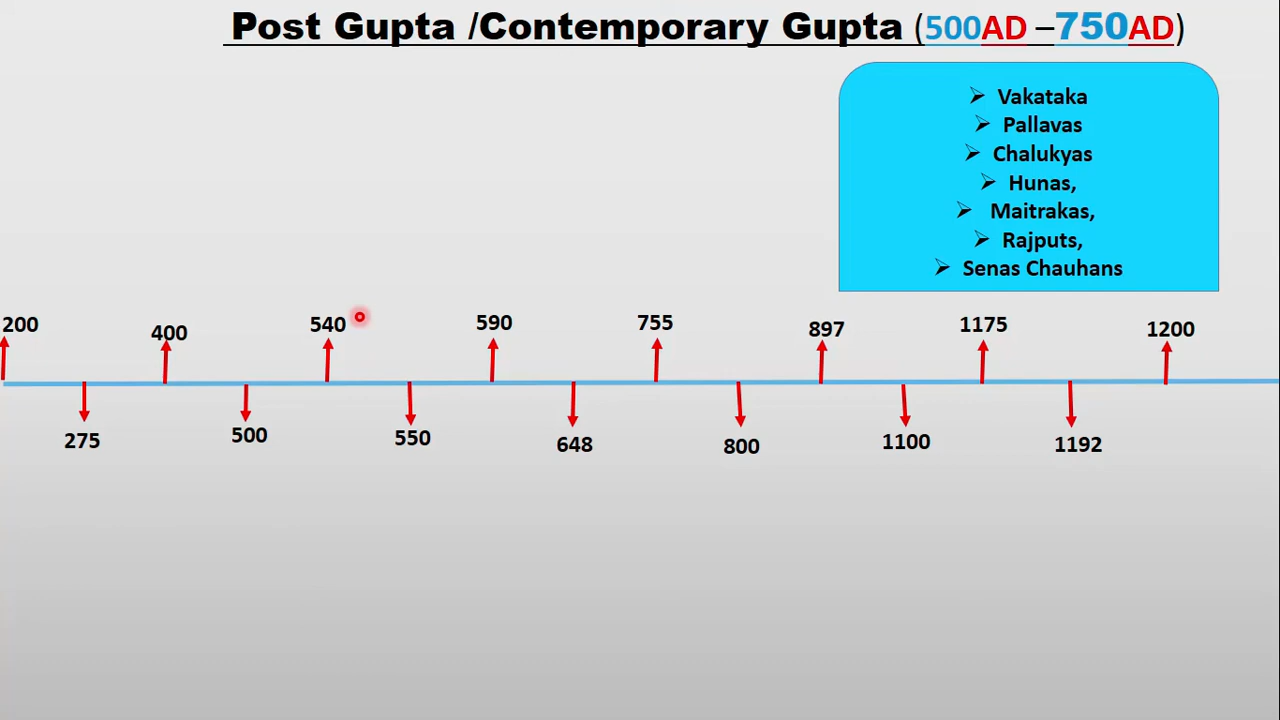 Post Gupta /Contemporary Gupta (500AD –750AD)
Vakataka
Pallavas
Chalukyas
Hunas,
Maitrakas,
Rajputs,
Senas Chauhans
200 400 540 590 755 897 1175 1200
275 500 550 648 800 1100 1192